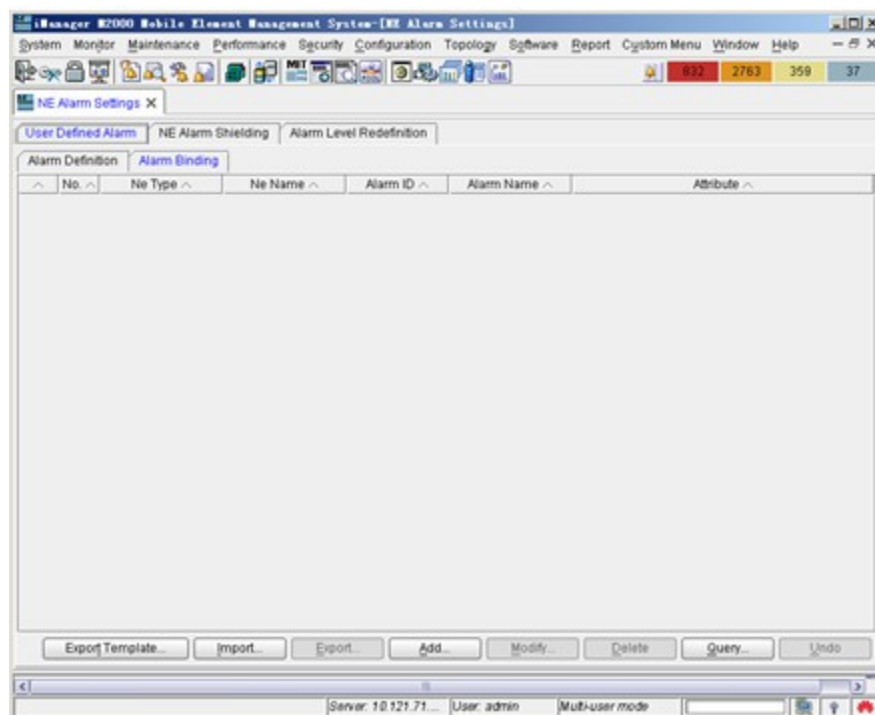 iManager M2000 Mobile Element Management System-[NE Alarm Settings]
System Monitor Maintenance Performance Security Configuration Topology Software Report Custom Menu Window Help
MIT 832 2763 359 37
NE Alarm Settings X
User Defined Alarm NE Alarm Shielding Alarm Level Redefinition
Alarm Definition Alarm Binding
No. Ne Type Ne Name Alarm ID Alarm Name Attribute
Export Template... Import... Export... Add... Modify... Delete Query... Undo
Server: 10.121.71.... User: admin Multi-user mode